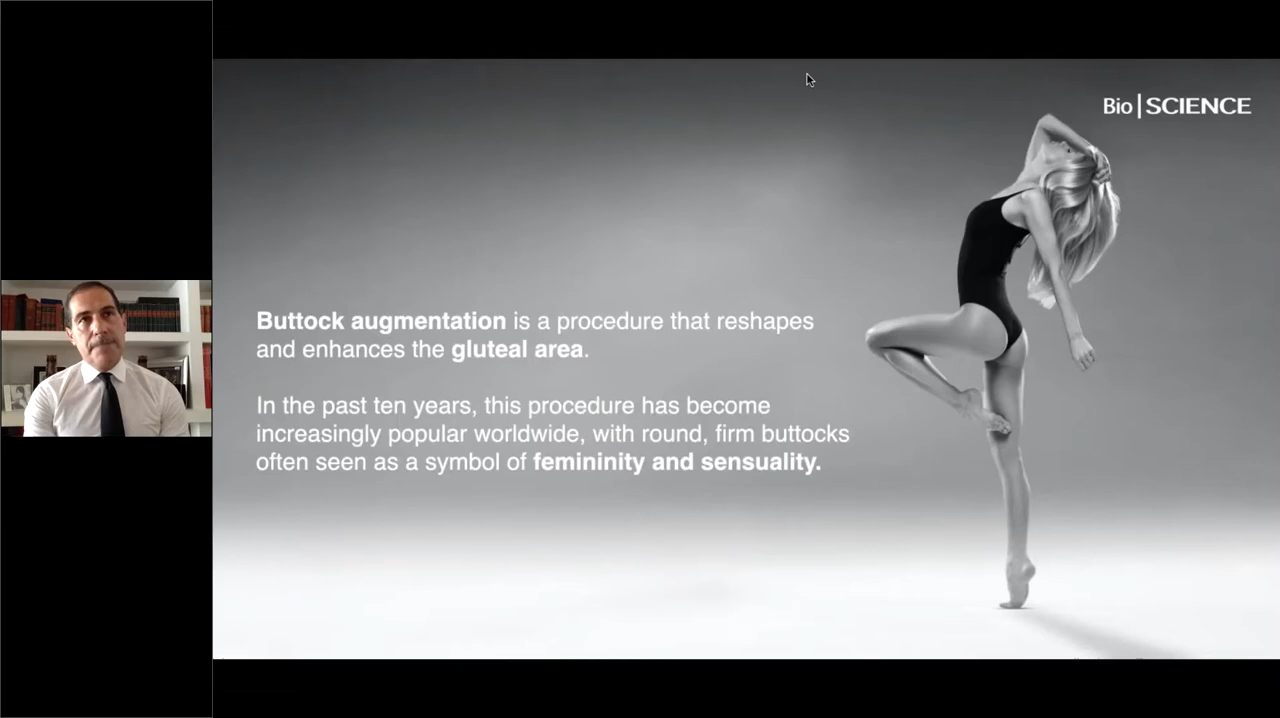 Bio|SCIENCE
Buttock augmentation is a procedure that reshapes
and enhances the gluteal area.
In the past ten years, this procedure has become
increasingly popular worldwide, with round, firm buttocks
often seen as a symbol of femininity and sensuality.